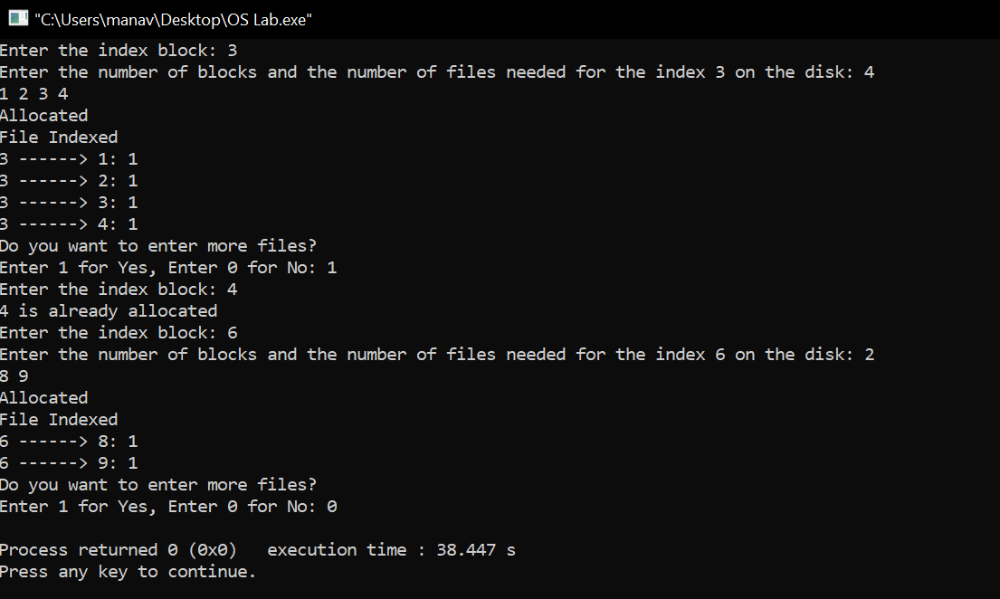 "C:\Users\manav\Desktop\OS Lab.exe"
Enter the index block: 3
Enter the number of blocks and the number of files needed for the index 3 on the disk: 4
1 2 3 4
Allocated
File Indexed
3 ------> 1: 1
3 ------> 2: 1
3 ------> 3: 1
3 ------> 4: 1
Do you want to enter more files?
Enter 1 for Yes, Enter 0 for No: 1
Enter the index block: 4
4 is already allocated
Enter the index block: 6
Enter the number of blocks and the number of files needed for the index 6 on the disk: 2
8 9
Allocated
File Indexed
6 ------> 8: 1
6 ------> 9: 1
Do you want to enter more files?
Enter 1 for Yes, Enter 0 for No: 0
Process returned 0 (0x0)   execution time : 38.447 s
Press any key to continue.